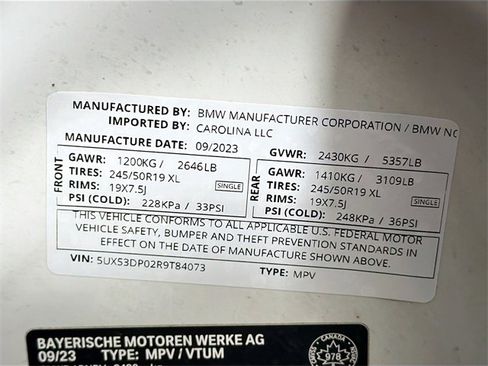 MANUFACTURED BY: BMW MANUFACTURER CORPORATION / BMW NO
IMPORTED BY: CAROLINA LLC
MANUFACTURE DATE: 09/2023
GVWR: 2430KG / 5357LB
FRONT
GAWR: 1200KG / 2646LB
TIRES: 245/50R19 XL
RIMS: 19X7.5J
SINGLE
PSI (COLD): 228KPa / 33PSI
REAR
GAWR: 1410KG / 3109LB
TIRES: 245/50R19 XL
RIMS: 19X7.5J
SINGLE
PSI (COLD): 248KPa / 36PSI
THIS VEHICLE CONFORMS TO ALL APPLICABLE U.S. FEDERAL MOTOR
VEHICLE SAFETY, BUMPER AND THEFT PREVENTION STANDARDS IN
EFFECT ON THE DATE OF MANUFACTURE SHOWN ABOVE.
VIN: 5UX53DP02R9T84073
TYPE: MPV
BAYERISCHE MOTOREN WERKE AG
09/23 TYPE: MPV / VTUM
CANADA
978